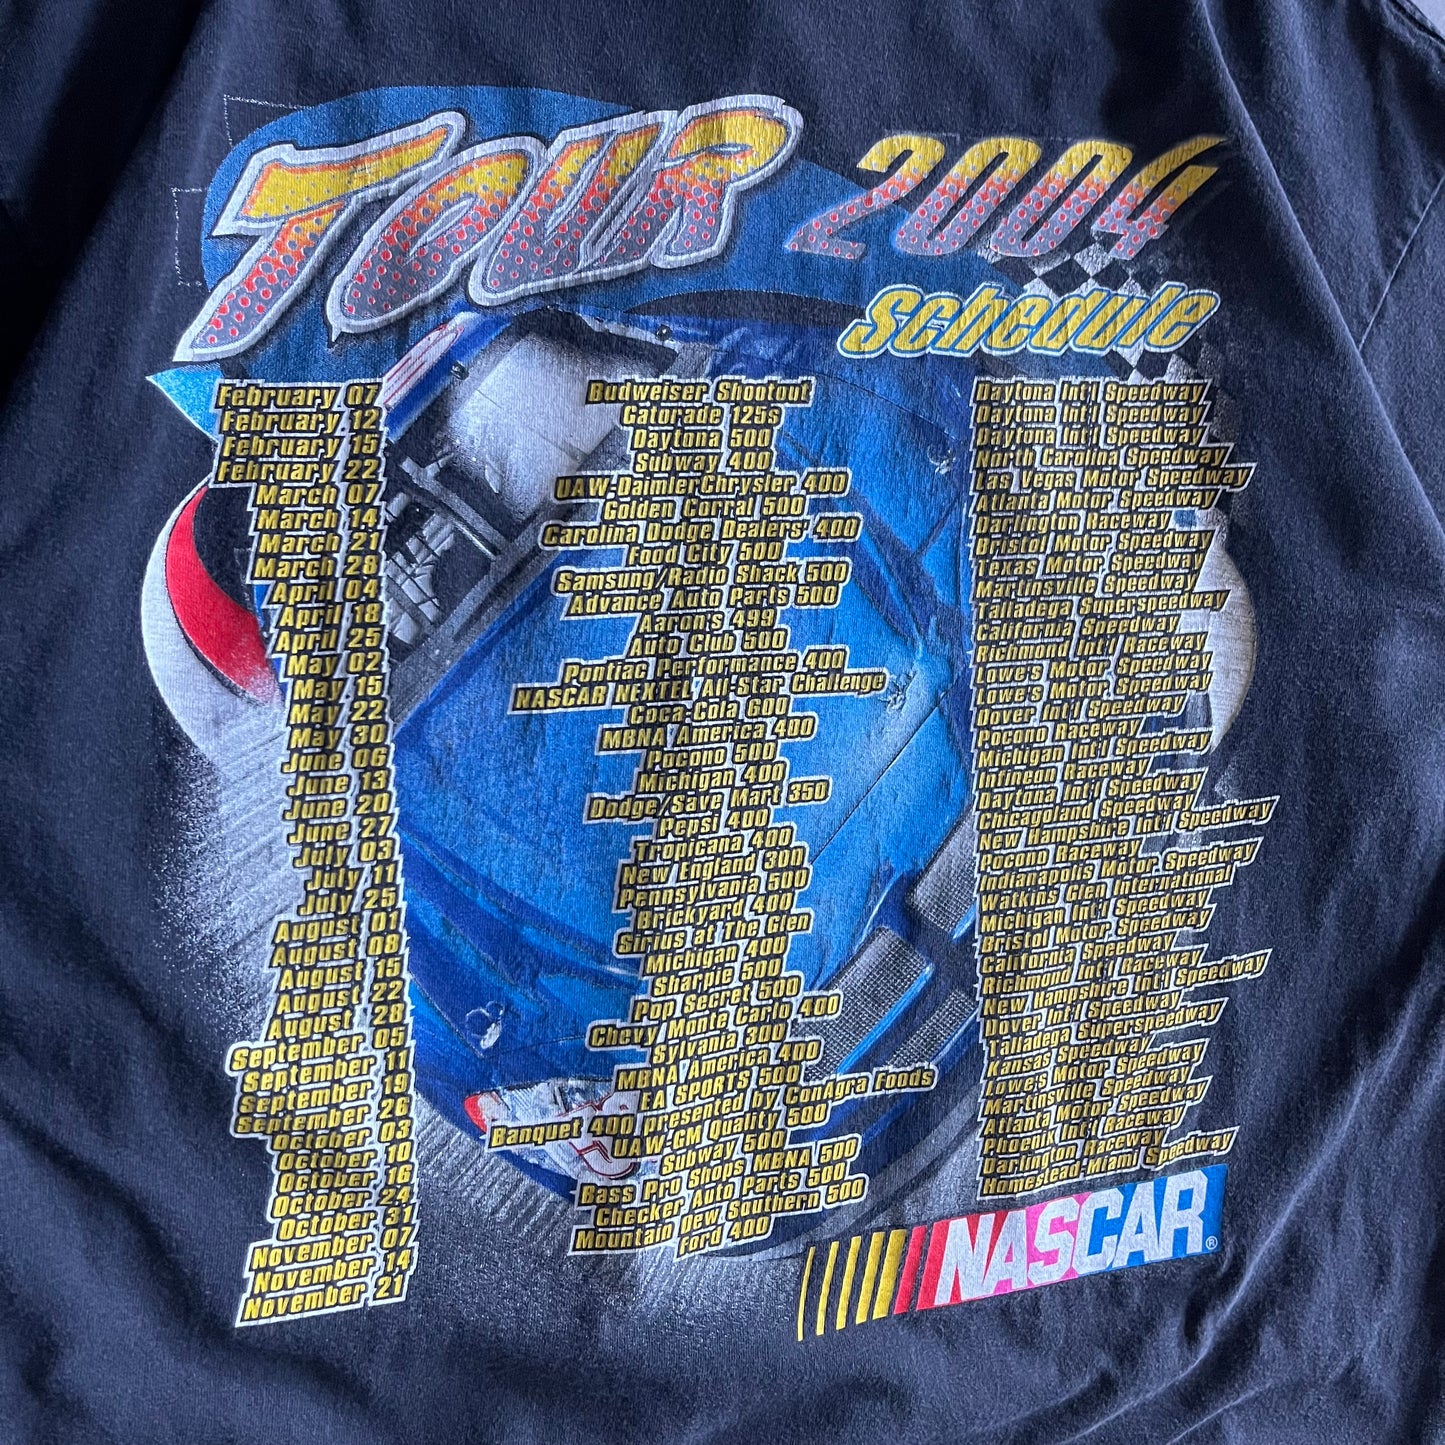 TOUR 2004
Schedule
February 07
February 12
February 15
February 22
March 07
March 14
March 21
March 28
April 04
April 18
April 25
May 02
May 15
May 22
May 30
June 06
June 13
June 20
June 27
July 03
July 11
July 25
August 01
August 08
August 15
August 22
August 28
September 05
September 11
September 19
September 26
October 03
October 10
October 16
October 24
October 31
November 07
November 14
November 21
Budweiser Shootout
Gatorade 125s
Daytona 500
Subway 400
UAW-DaimlerChrysler 400
Golden Corral 500
Carolina Dodge Dealers' 400
Food City 500
Samsung/Radio Shack 500
Advance Auto Parts 500
Aaron's 499
Auto Club 500
Pontiac Performance 400
NASCAR NEXTEL All-Star Challenge
Coca-Cola 600
MBNA America 400
Pocono 500
Michigan 400
Dodge/Save Mart 350
Pepsi 400
Tropicana 400
New England 300
Pennsylvania 500
Brickyard 400
Sirius at The Glen
Michigan 400
Sharpie 500
Pop Secret 500
Chevy Monte Carlo 400
Sylvania 300
MBNA America 400
EA SPORTS 500
Banquet 400 presented by ConAgra Foods
UAW-GM Quality 500
Subway 500
Bass Pro Shops MBNA 500
Checker Auto Parts 500
Mountain Dew Southern 500
Ford 400
Daytona Int'l Speedway
Daytona Int'l Speedway
Daytona Int'l Speedway
North Carolina Speedway
Las Vegas Motor Speedway
Atlanta Motor Speedway
Darlington Raceway
Bristol Motor Speedway
Texas Motor Speedway
Martinsville Speedway
Talladega Superspeedway
California Speedway
Richmond Int'l Raceway
Lowe's Motor Speedway
Lowe's Motor Speedway
Dover Int'l Speedway
Pocono Raceway
Michigan Int'l Speedway
Infineon Raceway
Daytona Int'l Speedway
Chicagoland Speedway
New Hampshire Int'l Speedway
Pocono Raceway
Indianapolis Motor Speedway
Watkins Glen International
Michigan Int'l Speedway
Bristol Motor Speedway
California Speedway
Richmond Int'l Raceway
New Hampshire Int'l Speedway
Dover Int'l Speedway
Talladega Superspeedway
Kansas Speedway
Lowe's Motor Speedway
Martinsville Speedway
Atlanta Motor Speedway
Phoenix Int'l Raceway
Darlington Raceway
Homestead-Miami Speedway
NASCAR®